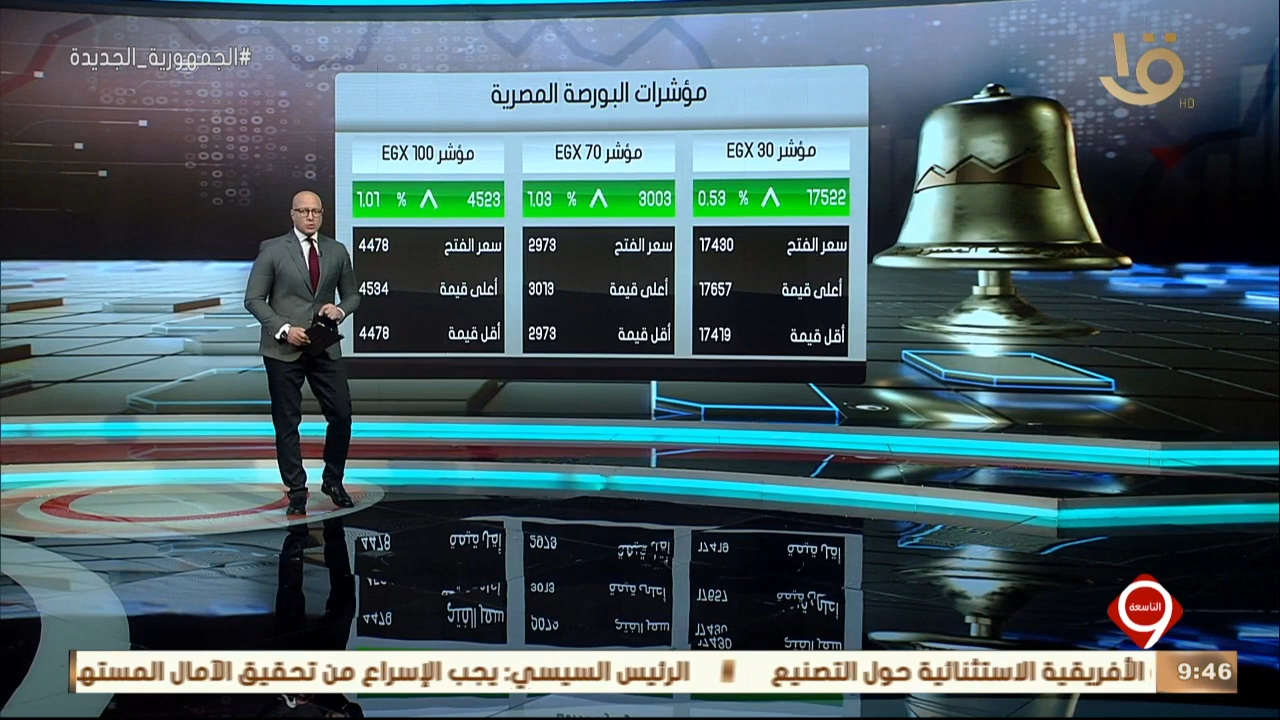 #الجمهورية_الجديدة
HD
مؤشرات البورصة المصرية
مؤشر EGX 30
17522 % 0.53
سعر الفتح 17430
أعلى قيمة 17657
أقل قيمة 17419
مؤشر EGX 70
3003 % 1.03
سعر الفتح 2973
أعلى قيمة 3013
أقل قيمة 2973
مؤشر EGX 100
4523 % 1.01
سعر الفتح 4478
أعلى قيمة 4534
أقل قيمة 4478
التاسعة
9
9:46
الأفريقية الاستثنائية حول التصنيع الرئيس السيسي: يجب الإسراع من تحقيق الآمال